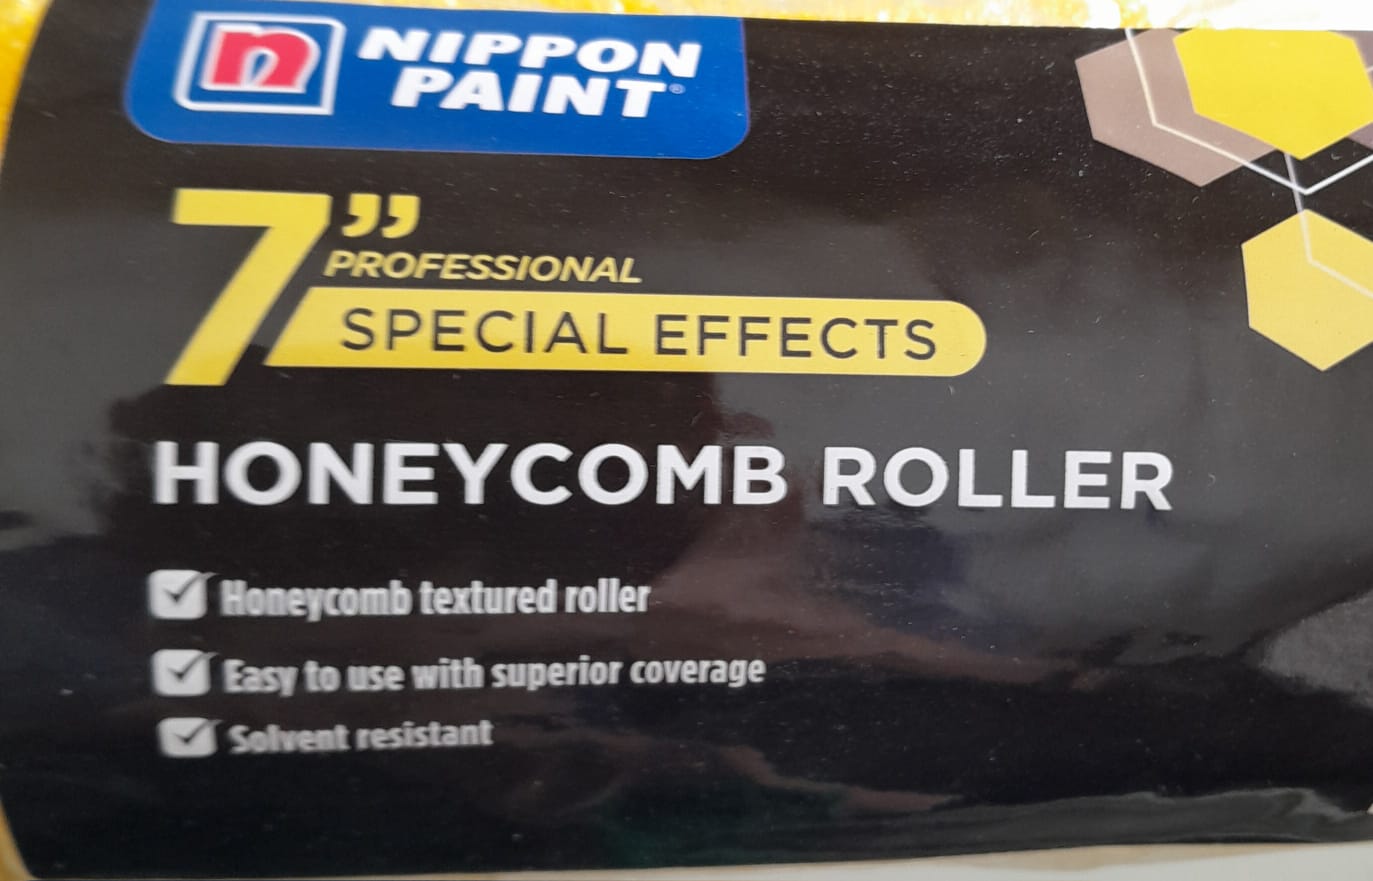 n NIPPON
PAINT®
7”
PROFESSIONAL
SPECIAL EFFECTS
HONEYCOMB ROLLER
Honeycomb textured roller
Easy to use with superior coverage
Solvent resistant